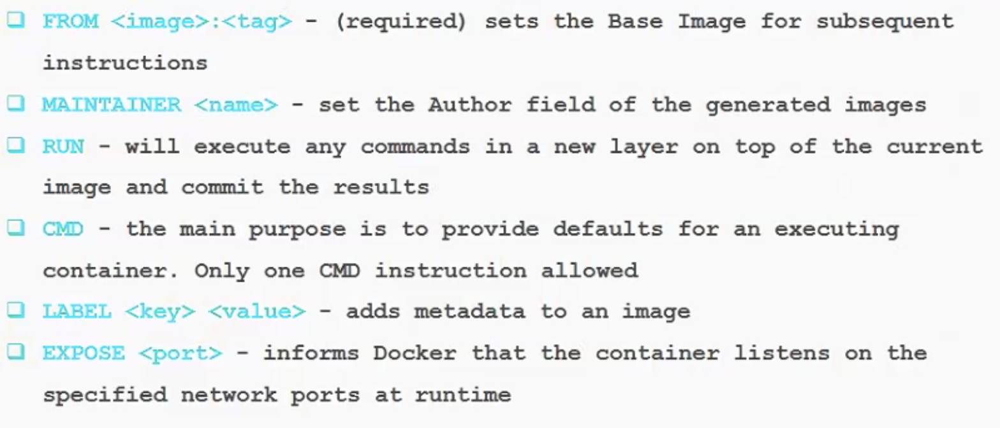 ❑ FROM <image>:<tag> - (required) sets the Base Image for subsequent
instructions
❑ MAINTAINER <name> - set the Author field of the generated images
❑ RUN - will execute any commands in a new layer on top of the current
image and commit the results
❑ CMD - the main purpose is to provide defaults for an executing
container. Only one CMD instruction allowed
❑ LABEL <key> <value> - adds metadata to an image
❑ EXPOSE <port> - informs Docker that the container listens on the
specified network ports at runtime